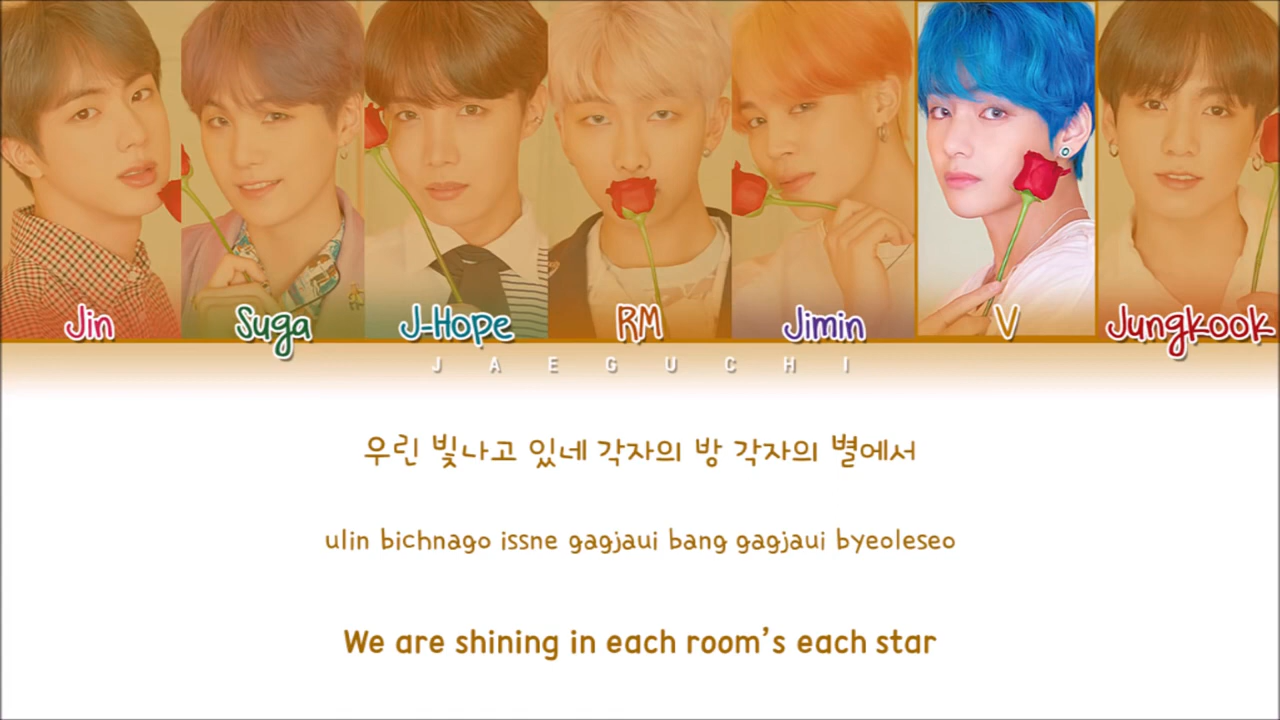 Jin Suga J-Hope RM Jimin V Jungkook
JAEGUCHI
우린 빛나고 있네 각자의 방 각자의 별에서
ulin bichnago issne gagjaui bang gagjaui byeoleseo
We are shining in each room's each star